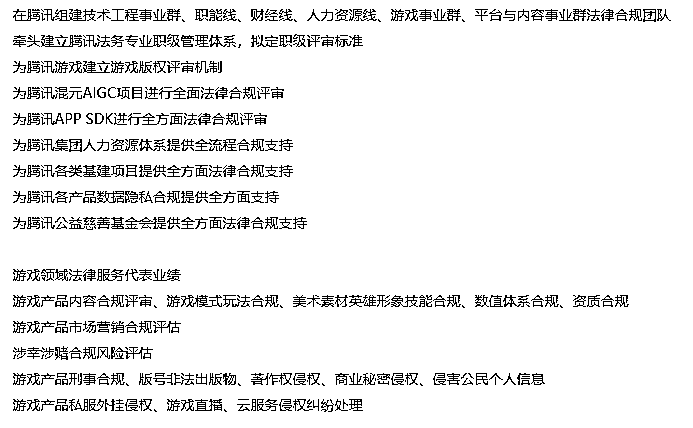 在腾讯组建技术工程事业群、职能线、财经线、人力资源线、游戏事业群、平台与内容事业群法律合规团队
牵头建立腾讯法务专业职级管理体系，拟定职级评审标准
为腾讯游戏建立游戏版权评审机制
为腾讯混元AIGC项目进行全面法律合规评审
为腾讯APP SDK进行全方面法律合规评审
为腾讯集团人力资源体系提供全流程合规支持
为腾讯各类基建项目提供全方面法律合规支持
为腾讯各产品数据隐私合规提供全方面支持
为腾讯公益慈善基金会提供全方面法律合规支持
游戏领域法律服务代表业绩
游戏产品内容合规评审、游戏模式玩法合规、美术素材英雄形象技能合规、数值体系合规、资质合规
游戏产品市场营销合规评估
涉幸涉赌合规风险评估
游戏产品刑事合规、版号非法出版物、著作权侵权、商业秘密侵权、侵害公民个人信息
游戏产品私服外挂侵权、游戏直播、云服务侵权纠纷处理